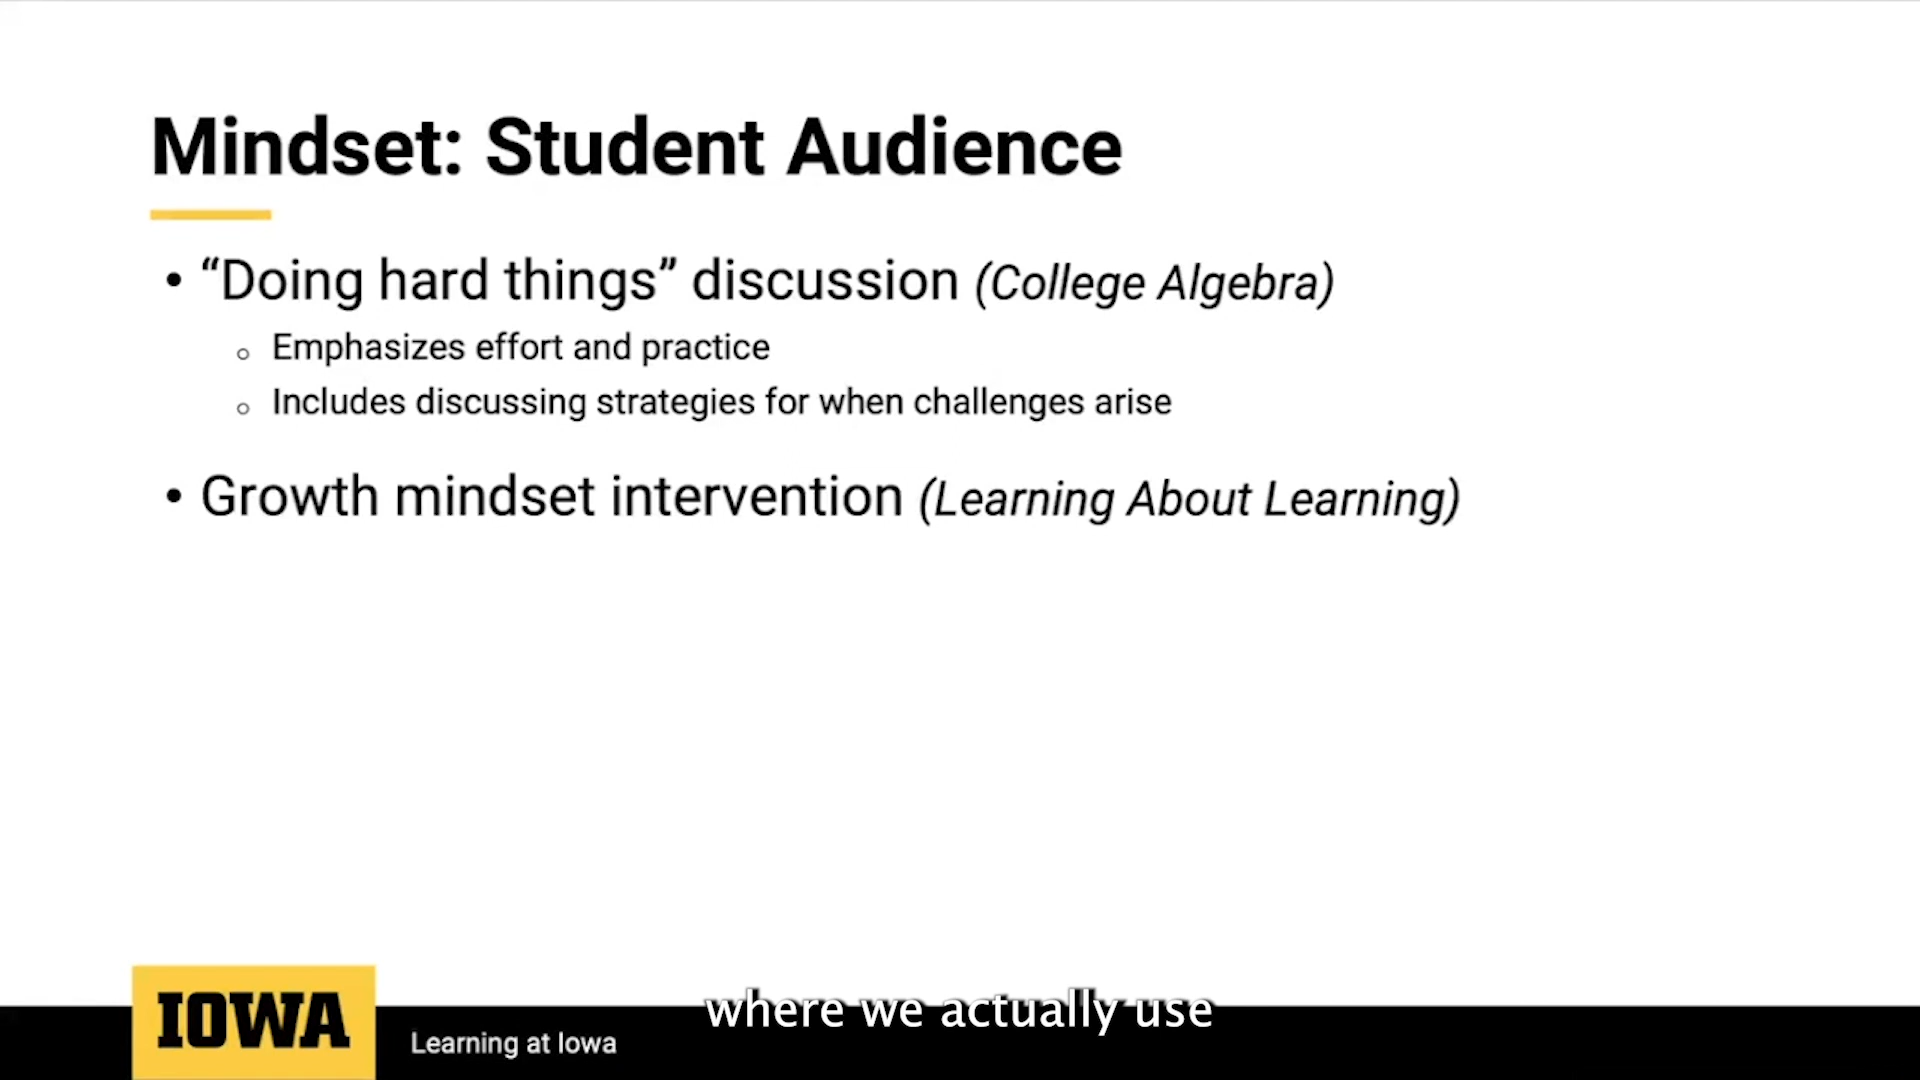 Mindset: Student Audience
• “Doing hard things” discussion (College Algebra)
○ Emphasizes effort and practice
○ Includes discussing strategies for when challenges arise
• Growth mindset intervention (Learning About Learning)
where we actually use
IOWA
Learning at Iowa